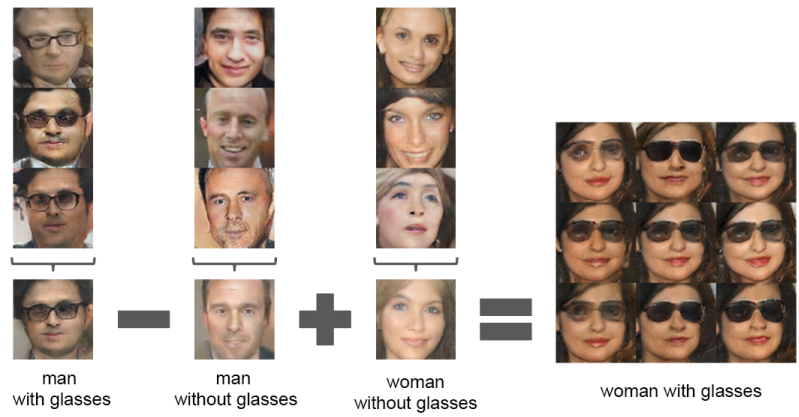 man
with glasses
man
without glasses
woman
without glasses
woman with glasses